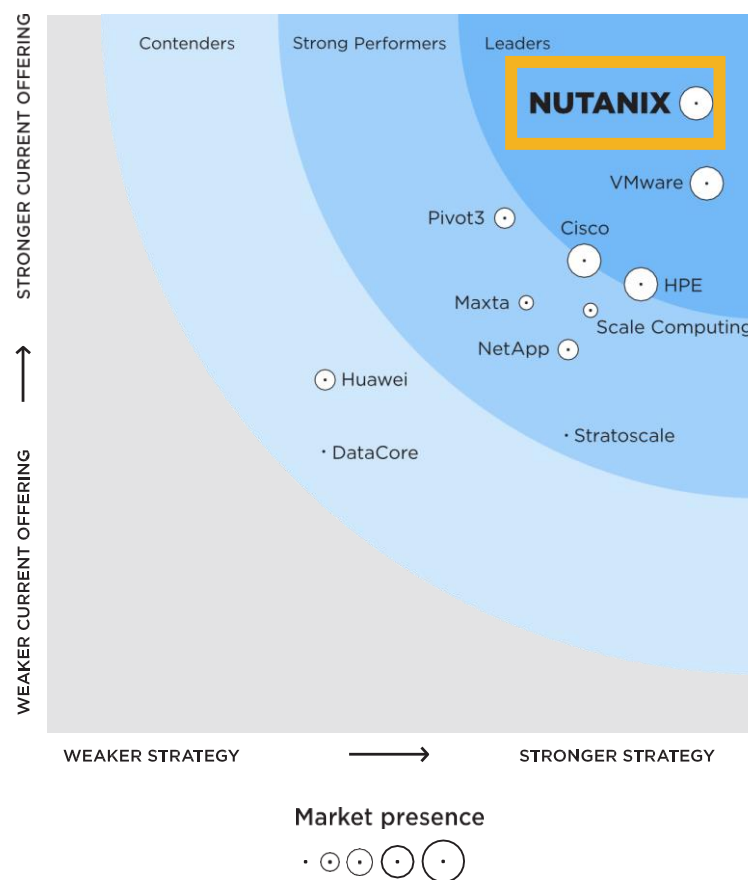 Contenders
Strong Performers
Leaders
NUTANIX
VMware
Pivot3
Cisco
HPE
Maxta
Scale Computing
NetApp
Huawei
Stratoscale
DataCore
STRONGER CURRENT OFFERING
WEAKER CURRENT OFFERING
WEAKER STRATEGY
STRONGER STRATEGY
Market presence